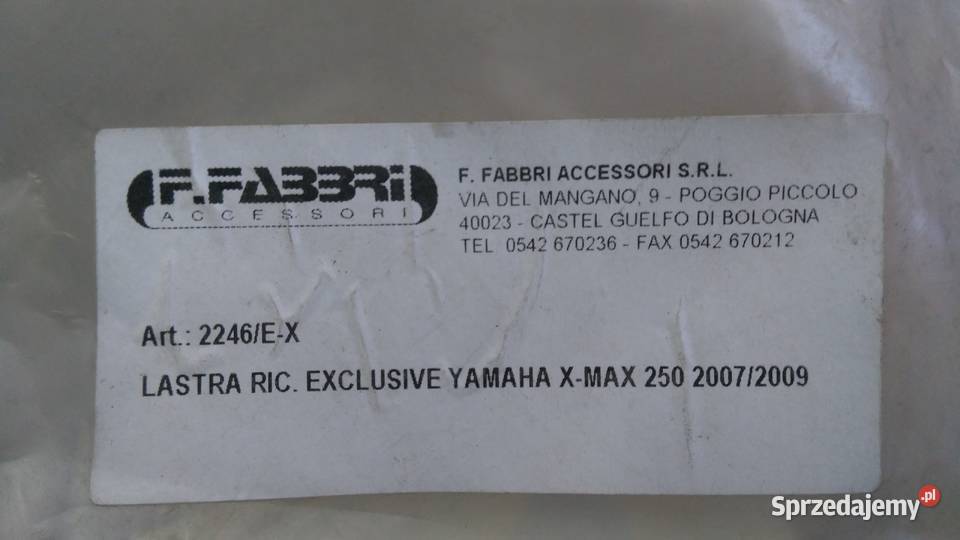 F.FABBRI
ACCESSORI
F. FABBRI ACCESSORI S.R.L.
VIA DEL MANGANO, 9 - POGGIO PICCOLO
40023 - CASTEL GUELFO DI BOLOGNA
TEL 0542 670236 - FAX 0542 670212
Art.: 2246/E-X
LASTRA RIC. EXCLUSIVE YAMAHA X-MAX 250 2007/2009
Sprzedajemy.pl